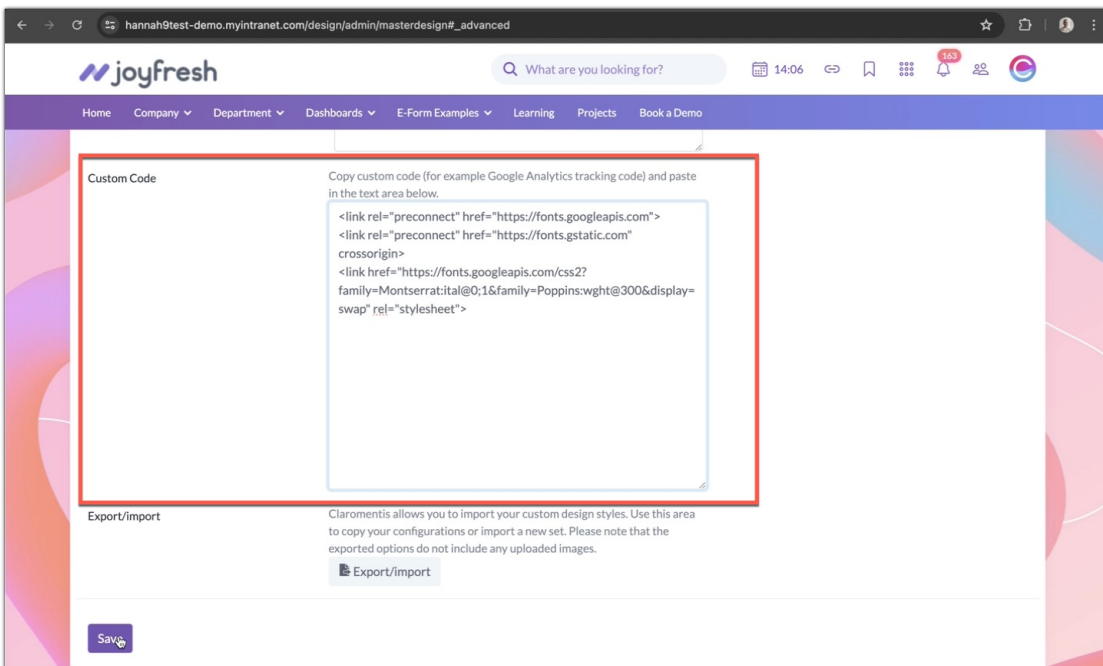 hannah9test-demo.myintranet.com/design/admin/masterdesign#_advanced
joyfresh
What are you looking for?
14:06
163
Home Company Department Dashboards E-Form Examples Learning Projects Book a Demo
Custom Code
Copy custom code (for example Google Analytics tracking code) and paste
in the text area below.
<link rel="preconnect" href="https://fonts.googleapis.com">
<link rel="preconnect" href="https://fonts.gstatic.com"
crossorigin>
<link href="https://fonts.googleapis.com/css2?
family=Montserrat:ital@0;1&family=Poppins:wght@300&display=
swap" rel="stylesheet">
Export/import
Claromentis allows you to import your custom design styles. Use this area
to copy your configurations or import a new set. Please note that the
exported options do not include any uploaded images.
Export/import
Save